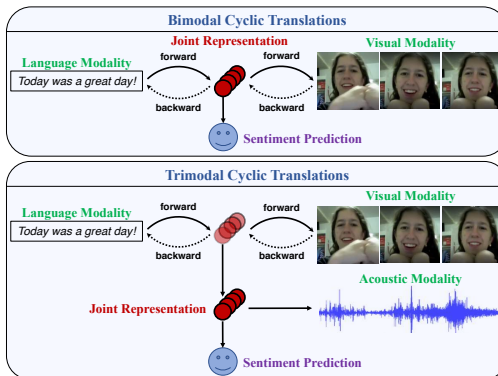 Bimodal Cyclic Translations
Joint Representation
Language Modality
forward
forward
Visual Modality
Today was a great day!
backward
backward
Sentiment Prediction
Trimodal Cyclic Translations
Language Modality
forward
forward
Visual Modality
Today was a great day!
backward
backward
Acoustic Modality
Joint Representation
Sentiment Prediction